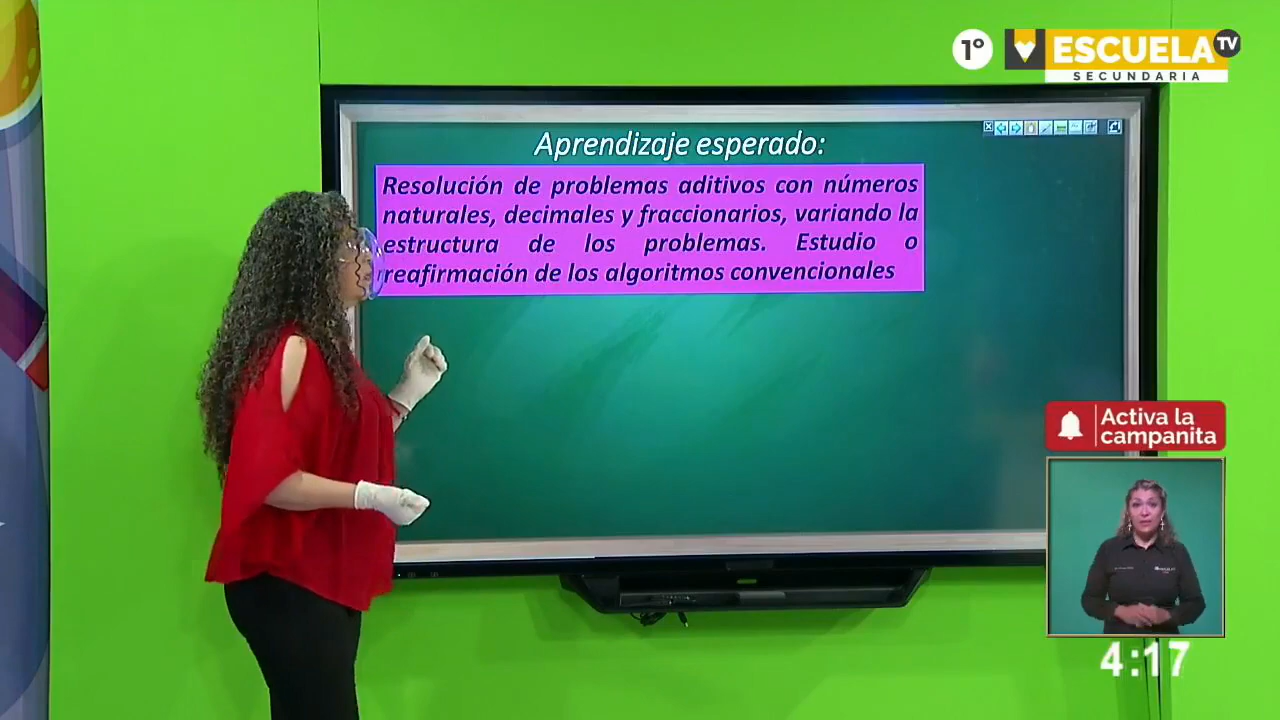 1º
ESCUELA TV
SECUNDARIA
Aprendizaje esperado:
Resolución de problemas aditivos con números
naturales, decimales y fraccionarios, variando la
estructura de los problemas. Estudio o
reafirmación de los algoritmos convencionales
Activa la
campanita
4:17